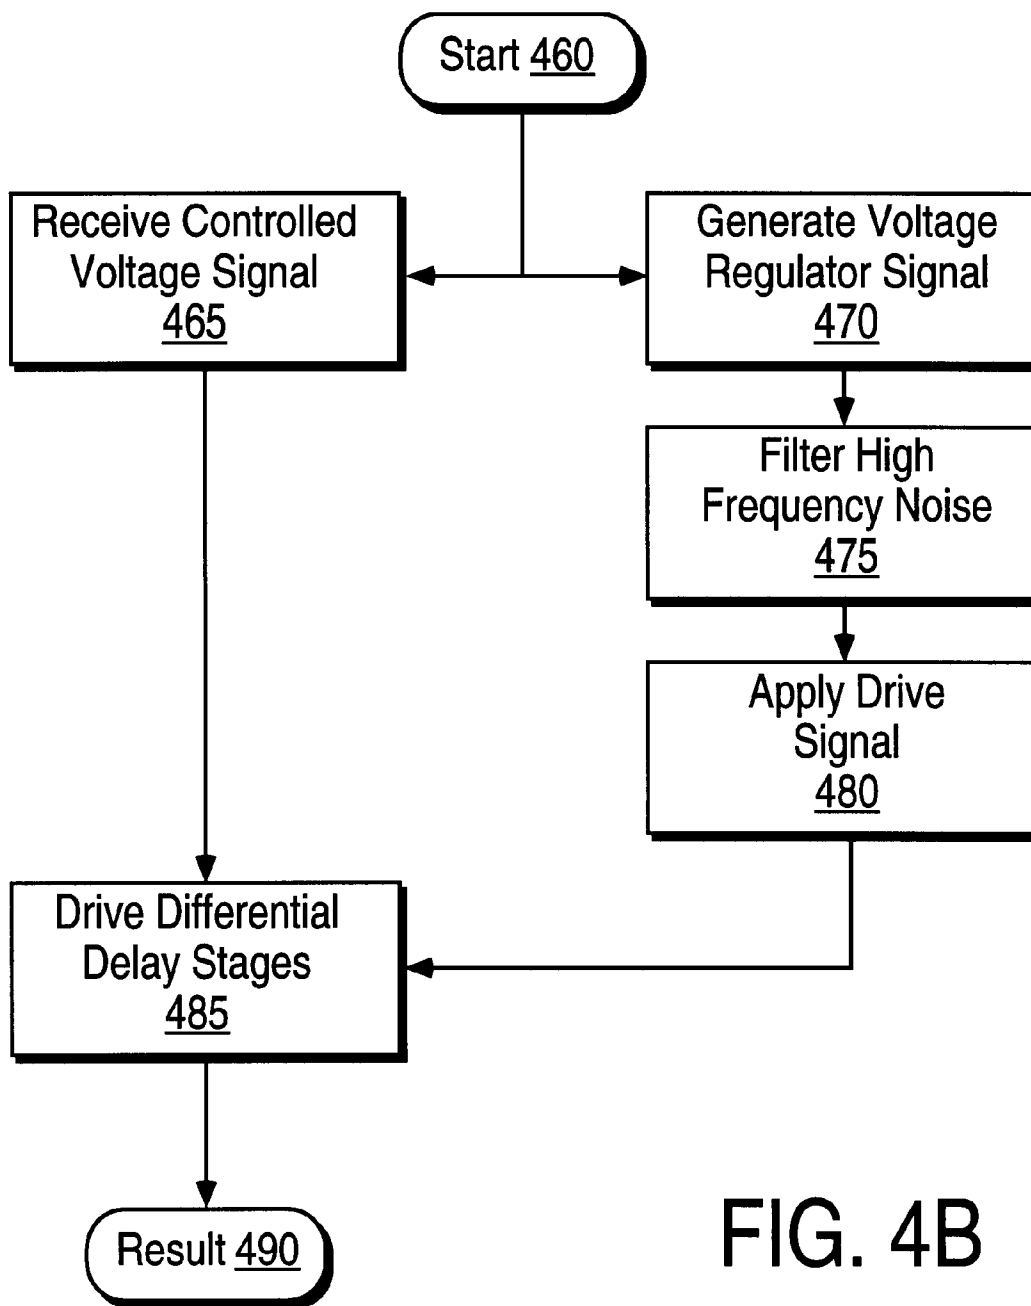 Start 460
Receive Controlled
Voltage Signal
465
Generate Voltage
Regulator Signal
470
Filter High
Frequency Noise
475
Apply Drive
Signal
480
Drive Differential
Delay Stages
485
Result 490
FIG. 4B